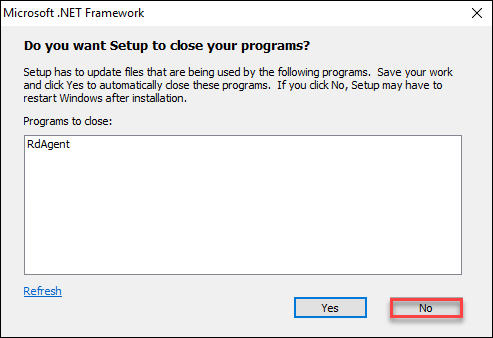 Microsoft .NET Framework
Do you want Setup to close your programs?
Setup has to update files that are being used by the following programs.  Save your work
and click Yes to automatically close these programs.  If you click No, Setup may have to
restart Windows after installation.
Programs to close:
RdAgent
Refresh
Yes
No